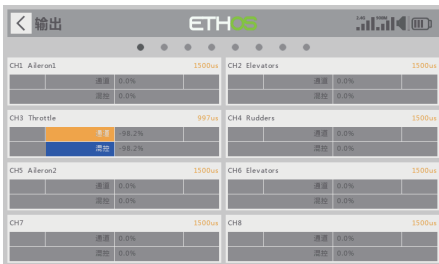 输出
ETHOS
2.4G 900M
CH1 Aileron1 1500us
通道 0.0%
混控 0.0%
CH2 Elevators 1500us
通道 0.0%
混控 0.0%
CH3 Throttle 997us
通道 -98.2%
混控 -98.2%
CH4 Rudders 1500us
通道 0.0%
混控 0.0%
CH5 Aileron2 1500us
通道 0.0%
混控 0.0%
CH6 Elevators 1500us
通道 0.0%
混控 0.0%
CH7 1500us
通道 0.0%
混控 0.0%
CH8 1500us
通道 0.0%
混控 0.0%